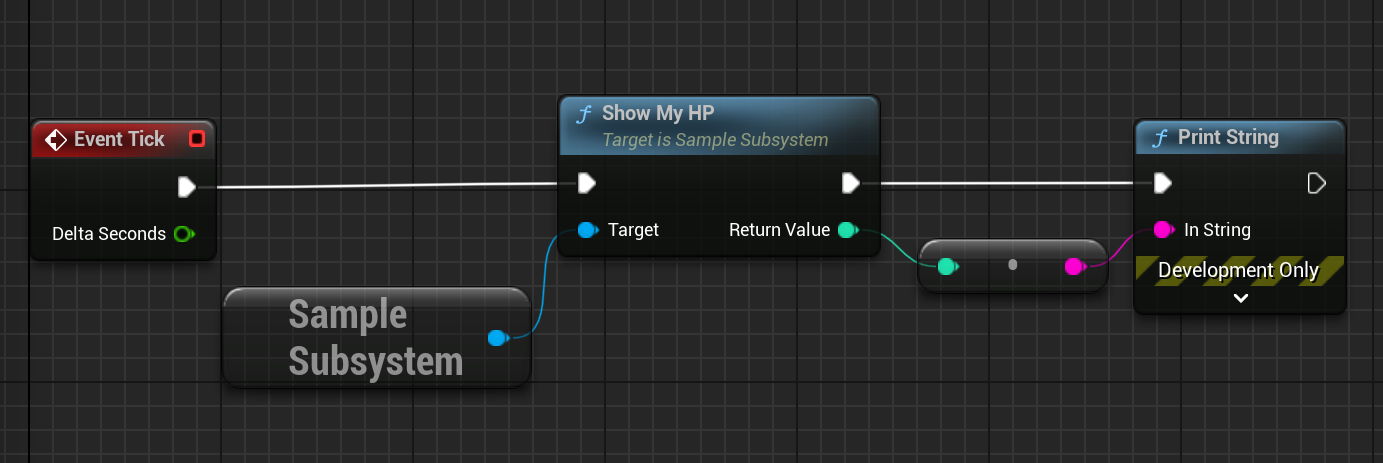 Event Tick
Delta Seconds
Sample
Subsystem
f Show My HP
Target is Sample Subsystem
Target
Return Value
f Print String
In String
Development Only